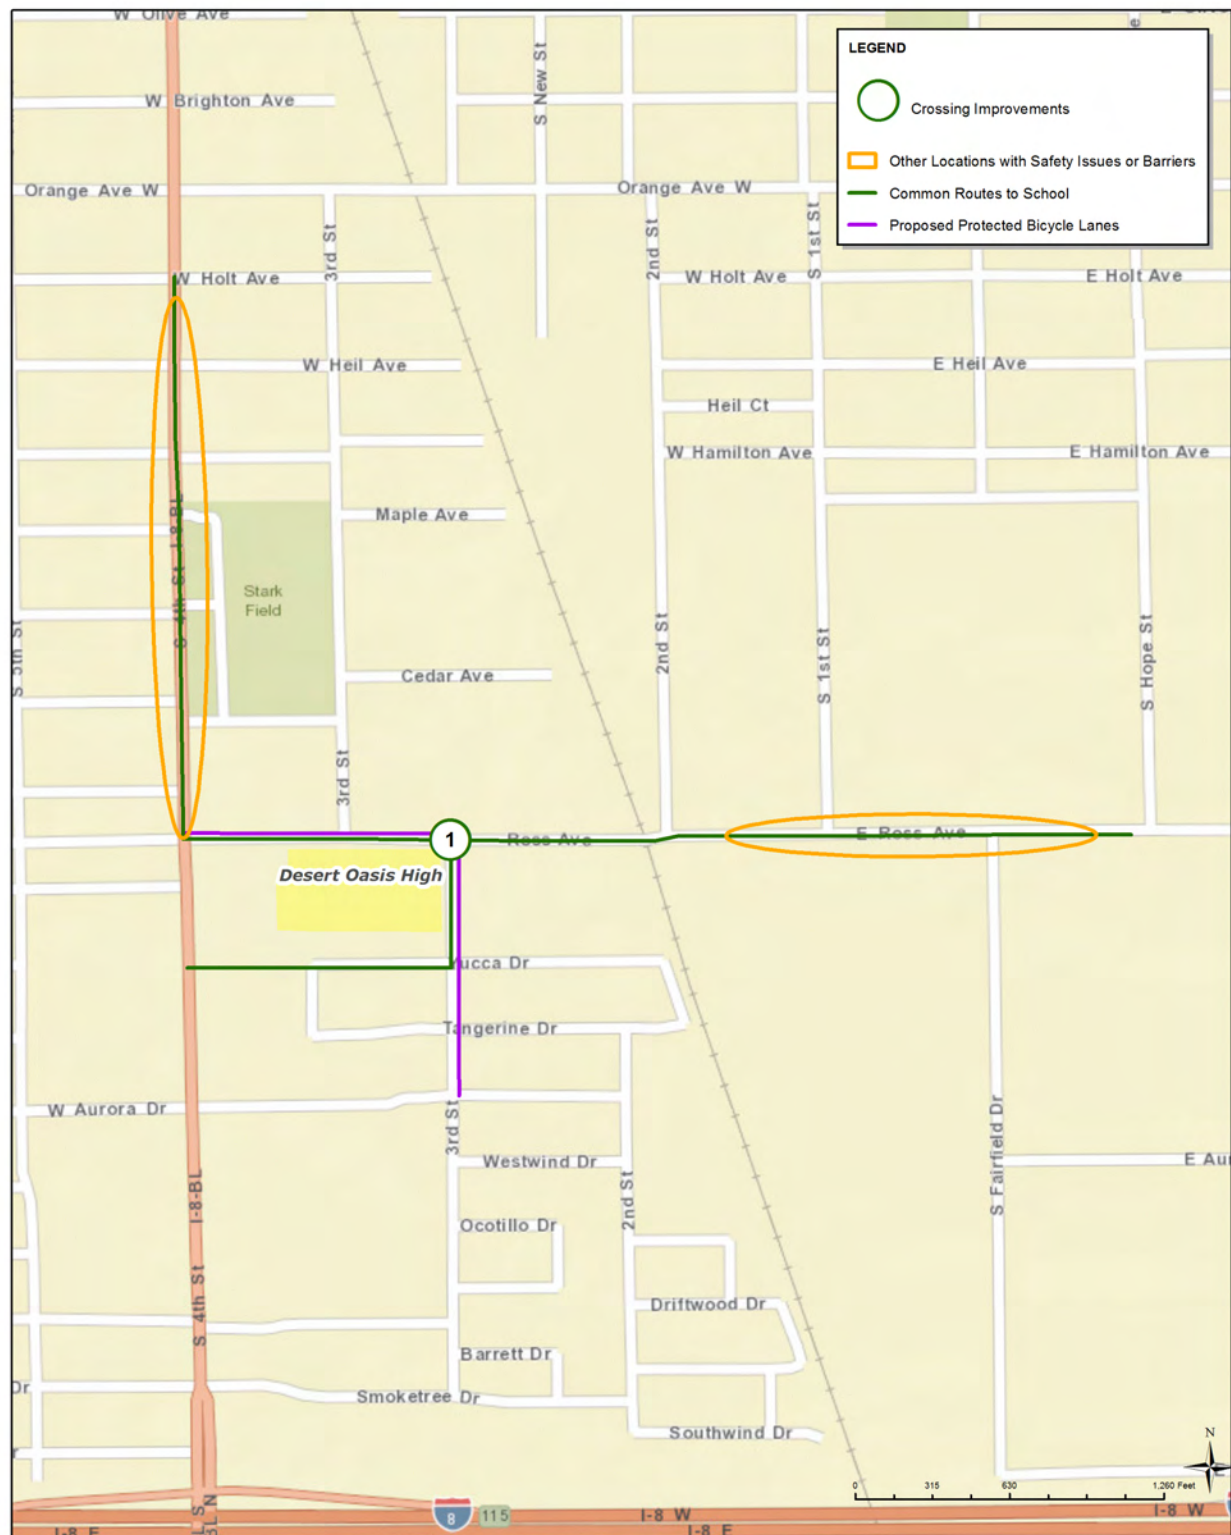 W Olive Ave
LEGEND
Crossing Improvements
Other Locations with Safety Issues or Barriers
Common Routes to School
Proposed Protected Bicycle Lanes
S New St
W Brighton Ave
Orange Ave W
Orange Ave W
3rd St
2nd St
S 1st St
W Holt Ave
W Holt Ave
E Holt Ave
W Heil Ave
E Heil Ave
Heil Ct
W Hamilton Ave
E Hamilton Ave
Maple Ave
S 4th St I-8-BL
Stark
Field
S 5th St
2nd St
S 1st St
S Hope St
Cedar Ave
3rd St
1
Ross Ave
E Ross Ave
Desert Oasis High
Yucca Dr
Tangerine Dr
W Aurora Dr
3rd St
S Fairfield Dr
Westwind Dr
E Aur
I-8-BL
2nd St
Ocotillo Dr
S 4th St
Driftwood Dr
Barrett Dr
Dr
Smoketree Dr
Southwind Dr
N
0 315 630 1,260 Feet
8
115
I-8 W
I-8 W
I-8 E
I-8 E